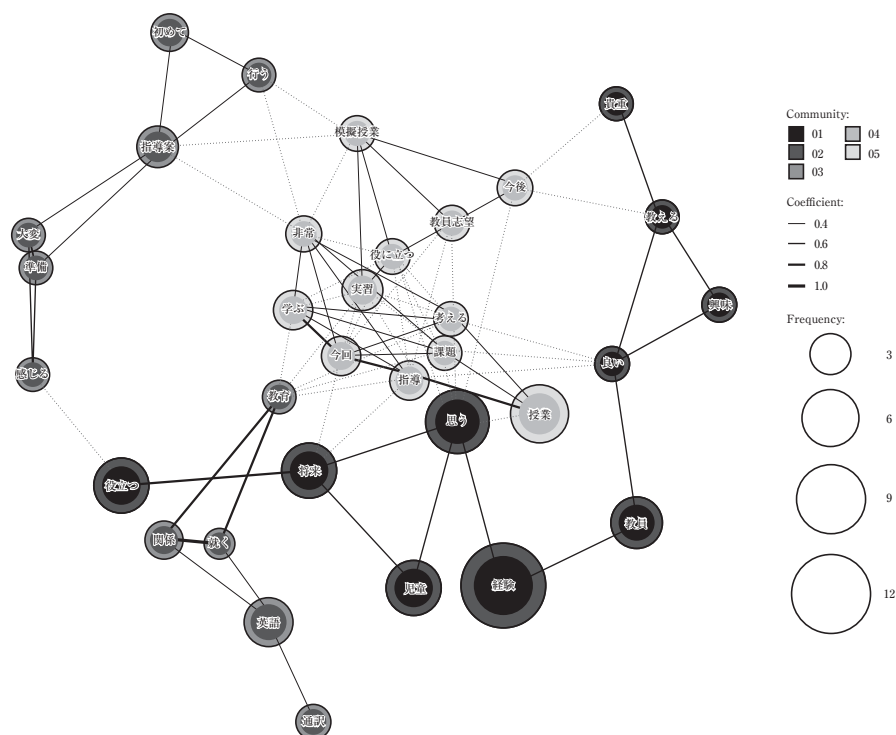 初めて
行う
指導案
模擬授業
貴重
今後
教える
教員志望
大変
非常
準備
役に立つ
実習
学ぶ
考える
興味
今回
課題
良い
感じる
指導
教育
授業
思う
役立つ
将来
教員
関係
就く
児童
経験
英語
通訳
Community:
01
04
02
05
03
Coefficient:
0.4
0.6
0.8
1.0
Frequency:
3
6
9
12